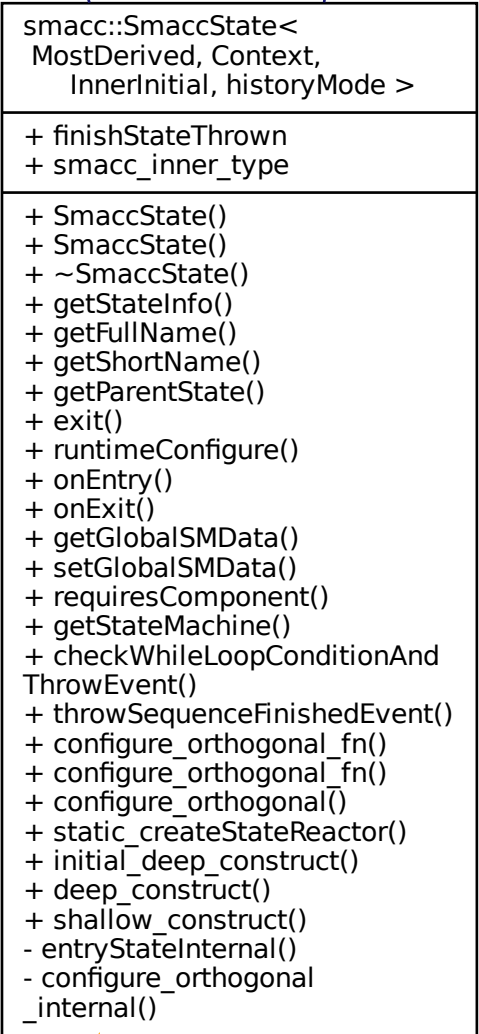 smacc::SmaccState<
MostDerived, Context,
InnerInitial, historyMode >
+ finishStateThrown
+ smacc_inner_type
+ SmaccState()
+ SmaccState()
+ ~SmaccState()
+ getStateInfo()
+ getFullName()
+ getShortName()
+ getParentState()
+ exit()
+ runtimeConfigure()
+ onEntry()
+ onExit()
+ getGlobalSMData()
+ setGlobalSMData()
+ requiresComponent()
+ getStateMachine()
+ checkWhileLoopConditionAnd
ThrowEvent()
+ throwSequenceFinishedEvent()
+ configure_orthogonal_fn()
+ configure_orthogonal_fn()
+ configure_orthogonal()
+ static_createStateReactor()
+ initial_deep_construct()
+ deep_construct()
+ shallow_construct()
- entryStateInternal()
- configure_orthogonal
_internal()